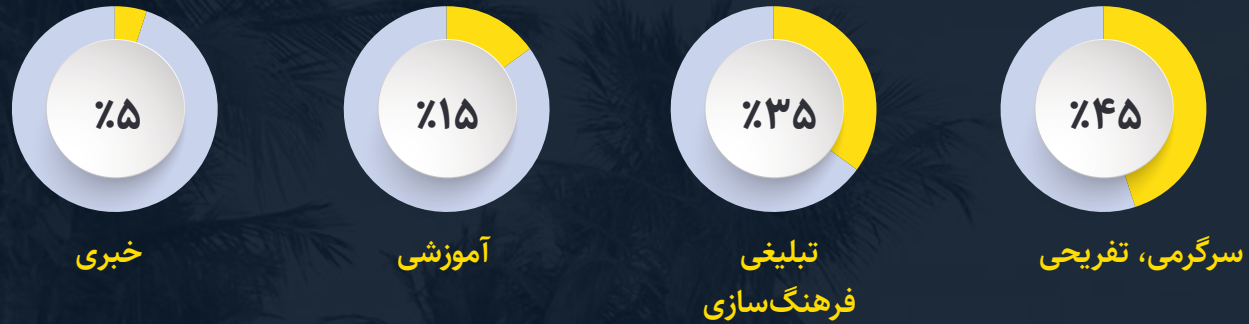 ٪۴۵
سرگرمی، تفریحی
٪۳۵
تبلیغی
فرهنگ‌سازی
٪۱۵
آموزشی
٪۵
خبری